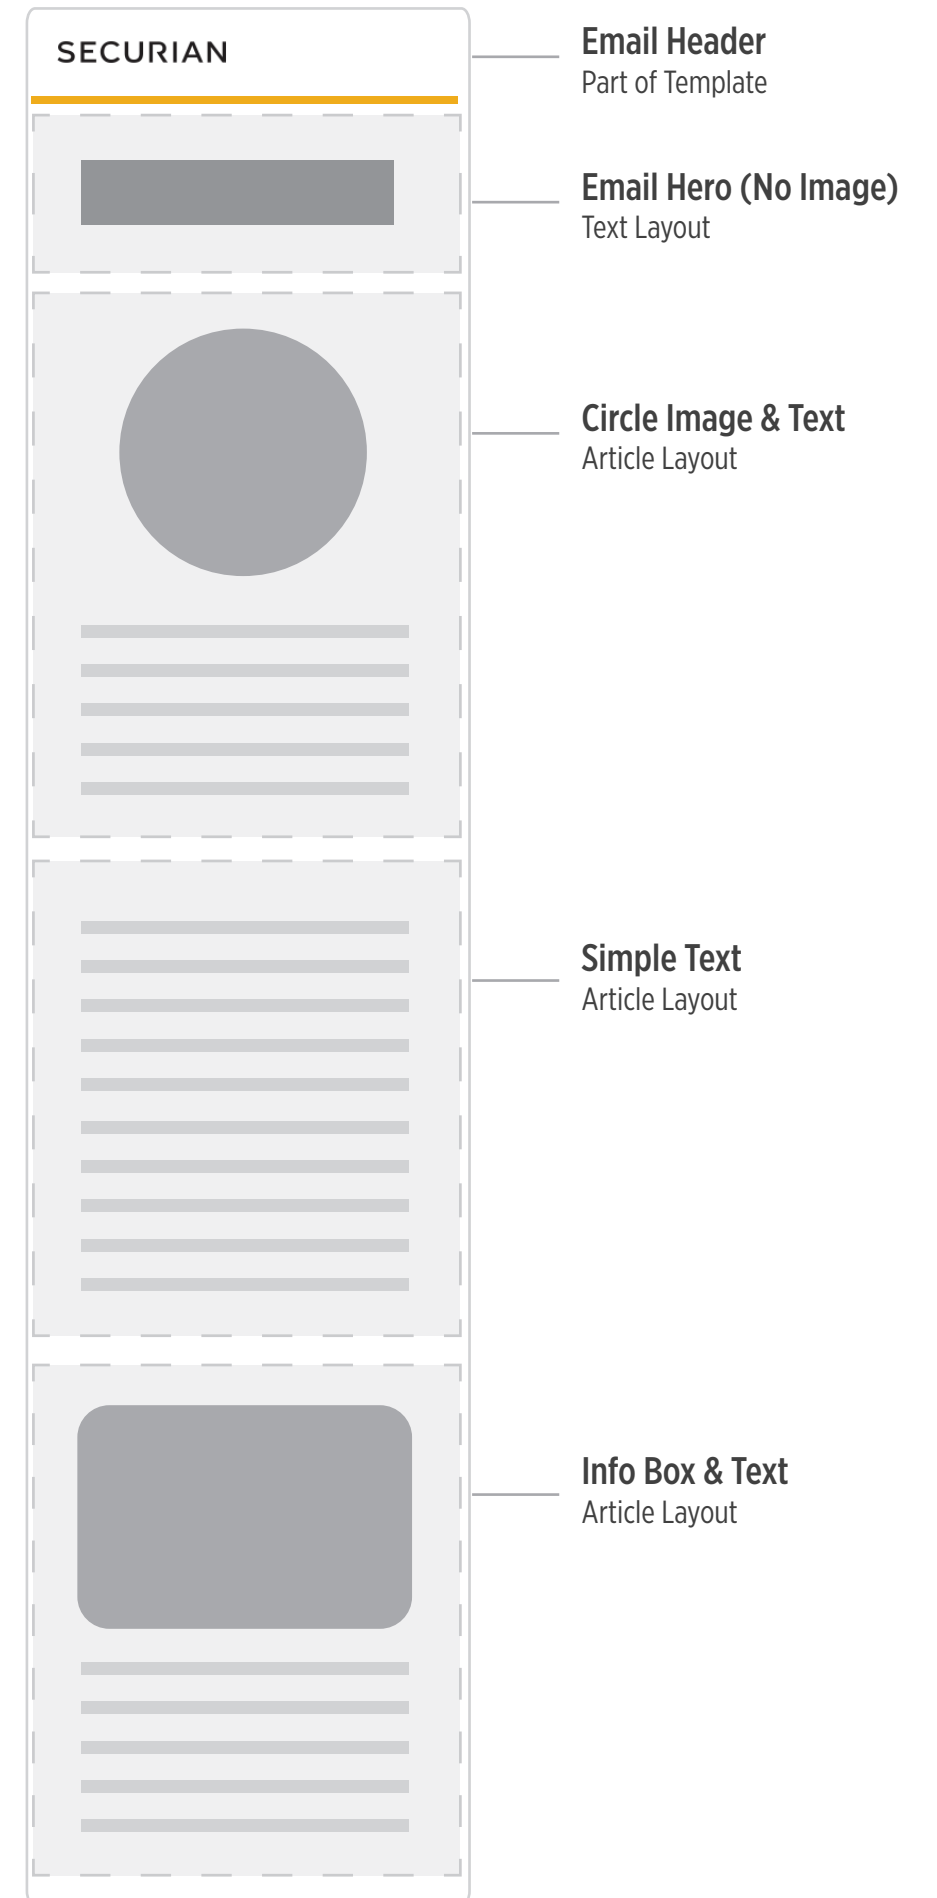 SECURIAN
Email Header
Part of Template
Email Hero (No Image)
Text Layout
Circle Image & Text
Article Layout
Simple Text
Article Layout
Info Box & Text
Article Layout